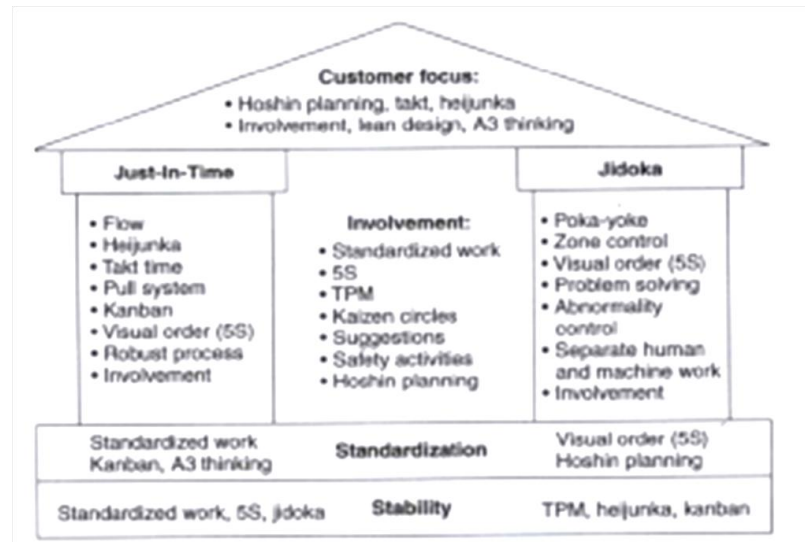 Customer focus:
• Hoshin planning, takt, heijunka
• Involvement, lean design, A3 thinking
Just-In-Time
• Flow
• Heijunka
• Takt time
• Pull system
• Kanban
• Visual order (5S)
• Robust process
• Involvement
Involvement:
• Standardized work
• 5S
• TPM
• Kaizen circles
• Suggestions
• Safety activities
• Hoshin planning
Jidoka
• Poka-yoke
• Zone control
• Visual order (5S)
• Problem solving
• Abnormality
control
• Separate human
and machine work
• Involvement
Standardized work
Kanban, A3 thinking
Standardization
Visual order (5S)
Hoshin planning
Standardized work, 5S, jidoka
Stability
TPM, heijunka, kanban